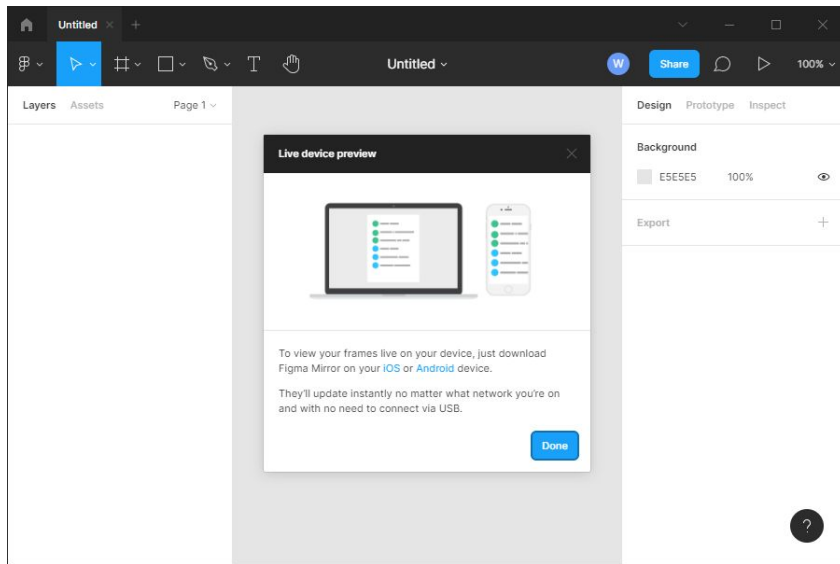 Untitled
Untitled
W
Share
100%
Layers Assets Page 1
Design Prototype Inspect
Background
E5E5E5 100%
Export
Live device preview
To view your frames live on your device, just download
Figma Mirror on your iOS or Android device.
They'll update instantly no matter what network you're on
and with no need to connect via USB.
Done
?